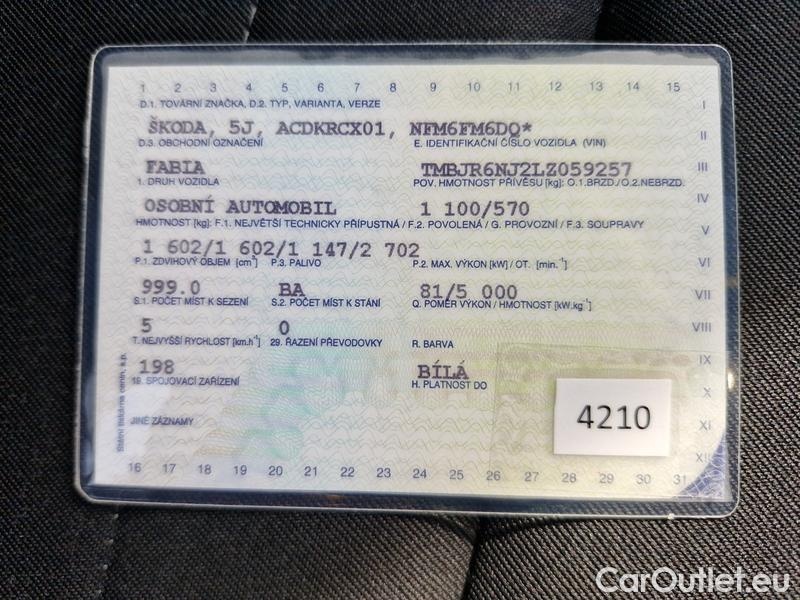 1 2 3 4 5 6 7 8 9 10 11 12 13 14 15
D.1. TOVÁRNÍ ZNAČKA, D.2. TYP, VARIANTA, VERZE I
ŠKODA, 5J, ACDKRCX01, NFM6FM6DQ*
D.3. OBCHODNÍ OZNAČENÍ E. IDENTIFIKAČNÍ ČÍSLO VOZIDLA (VIN) II
FABIA TMBJR6NJ2LZ059257 III
1. DRUH VOZIDLA POV. HMOTNOST PŘÍVĚSU [kg]: O.1.BRZD./O.2.NEBRZD.
OSOBNÍ AUTOMOBIL 1 100/570 IV
HMOTNOST [kg]: F.1. NEJVĚTŠÍ TECHNICKY PŘÍPUSTNÁ / F.2. POVOLENÁ / G. PROVOZNÍ / F.3. SOUPRAVY V
1 602/1 602/1 147/2 702
P.1. ZDVIHOVÝ OBJEM [cm³] P.3. PALIVO P.2. MAX. VÝKON [kW] / OT. [min.⁻¹] VI
999.0 BA 81/5 000 VII
S.1. POČET MÍST K SEZENÍ S.2. POČET MÍST K STÁNÍ Q. POMĚR VÝKON / HMOTNOST [kW.kg⁻¹]
5 0 VIII
T. NEJVYŠŠÍ RYCHLOST [km.h⁻¹] 29. ŘAZENÍ PŘEVODOVKY R. BARVA
198 BÍLÁ IX
19. SPOJOVACÍ ZAŘÍZENÍ H. PLATNOST DO X
4210
JINÉ ZÁZNAMY XI
XII
Státní tiskárna cenin, s.p.
16 17 18 19 20 21 22 23 24 25 26 27 28 29 30 31
CarOutlet.eu